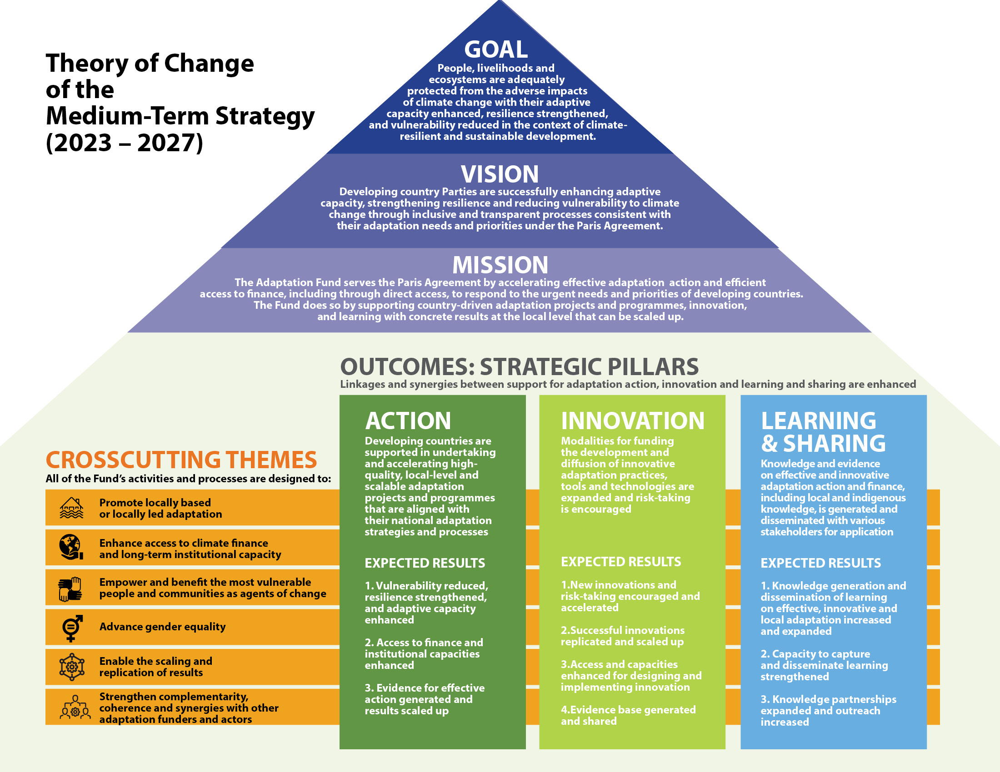 Theory of Change
of the
Medium-Term Strategy
(2023 – 2027)
GOAL
People, livelihoods and
ecosystems are adequately
protected from the adverse impacts
of climate change with their adaptive
capacity enhanced, resilience strengthened,
and vulnerability reduced in the context of climate-
resilient and sustainable development.
VISION
Developing country Parties are successfully enhancing adaptive
capacity, strengthening resilience and reducing vulnerability to climate
change through inclusive and transparent processes consistent with
their adaptation needs and priorities under the Paris Agreement.
MISSION
The Adaptation Fund serves the Paris Agreement by accelerating effective adaptation action and efficient
access to finance, including through direct access, to respond to the urgent needs and priorities of developing countries.
The Fund does so by supporting country-driven adaptation projects and programmes, innovation,
and learning with concrete results at the local level that can be scaled up.
OUTCOMES: STRATEGIC PILLARS
Linkages and synergies between support for adaptation action, innovation and learning and sharing are enhanced
CROSSCUTTING THEMES
All of the Fund's activities and processes are designed to:
Promote locally based
or locally led adaptation
Enhance access to climate finance
and long-term institutional capacity
Empower and benefit the most vulnerable
people and communities as agents of change
Advance gender equality
Enable the scaling and
replication of results
Strengthen complementarity,
coherence and synergies with other
adaptation funders and actors
ACTION
Developing countries are
supported in undertaking
and accelerating high-
quality, local-level and
scalable adaptation
projects and programmes
that are aligned with
their national adaptation
strategies and processes
EXPECTED RESULTS
1. Vulnerability reduced,
resilience strengthened,
and adaptive capacity
enhanced
2. Access to finance and
institutional capacities
enhanced
3. Evidence for effective
action generated and
results scaled up
INNOVATION
Modalities for funding
the development and
diffusion of innovative
adaptation practices,
tools and technologies are
expanded and risk-taking
is encouraged
EXPECTED RESULTS
1.New innovations and
risk-taking encouraged and
accelerated
2.Successful innovations
replicated and scaled up
3.Access and capacities
enhanced for designing and
implementing innovation
4.Evidence base generated
and shared
LEARNING
& SHARING
Knowledge and evidence
on effective and innovative
adaptation action and finance,
including local and indigenous
knowledge, is generated and
disseminated with various
stakeholders for application
EXPECTED RESULTS
1. Knowledge generation and
dissemination of learning
on effective, innovative and
local adaptation increased
and expanded
2. Capacity to capture
and disseminate learning
strengthened
3. Knowledge partnerships
expanded and outreach
increased